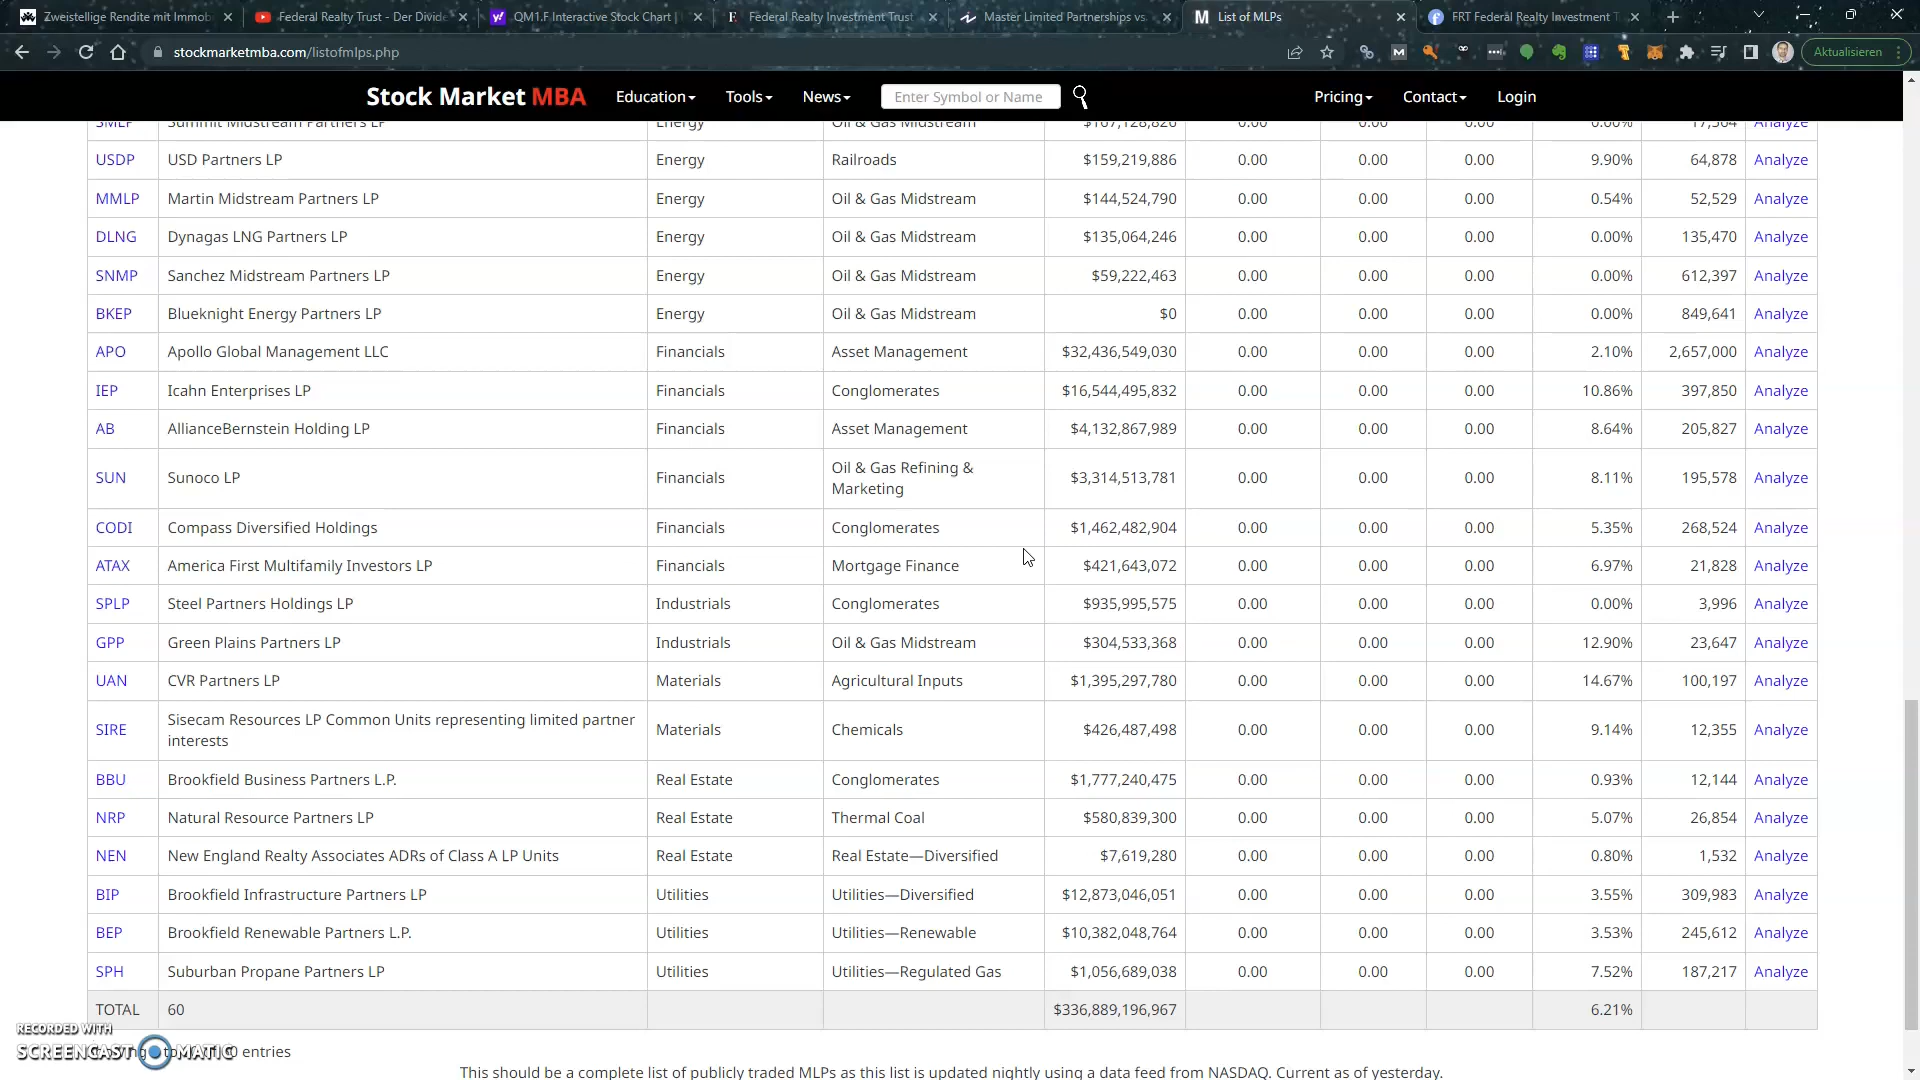 Zweistellige Rendite mit Immob
Federal Realty Trust - Der Divide
QM1.F Interactive Stock Chart |
Federal Realty Investment Trust
Master Limited Partnerships vs.
List of MLPs
FRT Federal Realty Investment T
stockmarketmba.com/listofmlps.php
Aktualisieren
Stock Market MBA Education Tools News Enter Symbol or Name Pricing Contact Login
SMLP Summit Midstream Partners LP Energy Oil & Gas Midstream $167,128,826 0.00 0.00 0.00 0.00% 17,564 Analyze
USDP USD Partners LP Energy Railroads $159,219,886 0.00 0.00 0.00 9.90% 64,878 Analyze
MMLP Martin Midstream Partners LP Energy Oil & Gas Midstream $144,524,790 0.00 0.00 0.00 0.54% 52,529 Analyze
DLNG Dynagas LNG Partners LP Energy Oil & Gas Midstream $135,064,246 0.00 0.00 0.00 0.00% 135,470 Analyze
SNMP Sanchez Midstream Partners LP Energy Oil & Gas Midstream $59,222,463 0.00 0.00 0.00 0.00% 612,397 Analyze
BKEP Blueknight Energy Partners LP Energy Oil & Gas Midstream $0 0.00 0.00 0.00 0.00% 849,641 Analyze
APO Apollo Global Management LLC Financials Asset Management $32,436,549,030 0.00 0.00 0.00 2.10% 2,657,000 Analyze
IEP Icahn Enterprises LP Financials Conglomerates $16,544,495,832 0.00 0.00 0.00 10.86% 397,850 Analyze
AB AllianceBernstein Holding LP Financials Asset Management $4,132,867,989 0.00 0.00 0.00 8.64% 205,827 Analyze
SUN Sunoco LP Financials Oil & Gas Refining &
Marketing $3,314,513,781 0.00 0.00 0.00 8.11% 195,578 Analyze
CODI Compass Diversified Holdings Financials Conglomerates $1,462,482,904 0.00 0.00 0.00 5.35% 268,524 Analyze
ATAX America First Multifamily Investors LP Financials Mortgage Finance $421,643,072 0.00 0.00 0.00 6.97% 21,828 Analyze
SPLP Steel Partners Holdings LP Industrials Conglomerates $935,995,575 0.00 0.00 0.00 0.00% 3,996 Analyze
GPP Green Plains Partners LP Industrials Oil & Gas Midstream $304,533,368 0.00 0.00 0.00 12.90% 23,647 Analyze
UAN CVR Partners LP Materials Agricultural Inputs $1,395,297,780 0.00 0.00 0.00 14.67% 100,197 Analyze
SIRE Sisecam Resources LP Common Units representing limited partner
interests Materials Chemicals $426,487,498 0.00 0.00 0.00 9.14% 12,355 Analyze
BBU Brookfield Business Partners L.P. Real Estate Conglomerates $1,777,240,475 0.00 0.00 0.00 0.93% 12,144 Analyze
NRP Natural Resource Partners LP Real Estate Thermal Coal $580,839,300 0.00 0.00 0.00 5.07% 26,854 Analyze
NEN New England Realty Associates ADRs of Class A LP Units Real Estate Real Estate—Diversified $7,619,280 0.00 0.00 0.00 0.80% 1,532 Analyze
BIP Brookfield Infrastructure Partners LP Utilities Utilities—Diversified $12,873,046,051 0.00 0.00 0.00 3.55% 309,983 Analyze
BEP Brookfield Renewable Partners L.P. Utilities Utilities—Renewable $10,382,048,764 0.00 0.00 0.00 3.53% 245,612 Analyze
SPH Suburban Propane Partners LP Utilities Utilities—Regulated Gas $1,056,689,038 0.00 0.00 0.00 7.52% 187,217 Analyze
TOTAL 60 $336,889,196,967 6.21%
RECORDED WITH
SCREENCAST MATIC
entries
This should be a complete list of publicly traded MLPs as this list is updated nightly using a data feed from NASDAQ. Current as of yesterday.